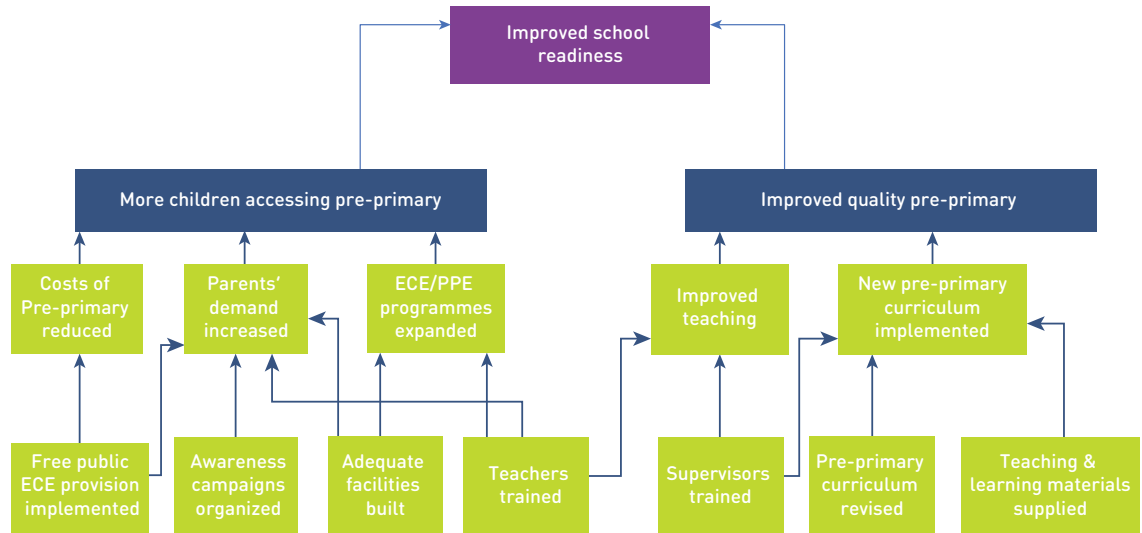 Improved school
readiness
More children accessing pre-primary
Improved quality pre-primary
Costs of
Pre-primary
reduced
Parents’
demand
increased
ECE/PPE
programmes
expanded
Improved
teaching
New pre-primary
curriculum
implemented
Free public
ECE provision
implemented
Awareness
campaigns
organized
Adequate
facilities
built
Teachers
trained
Supervisors
trained
Pre-primary
curriculum
revised
Teaching &
learning materials
supplied